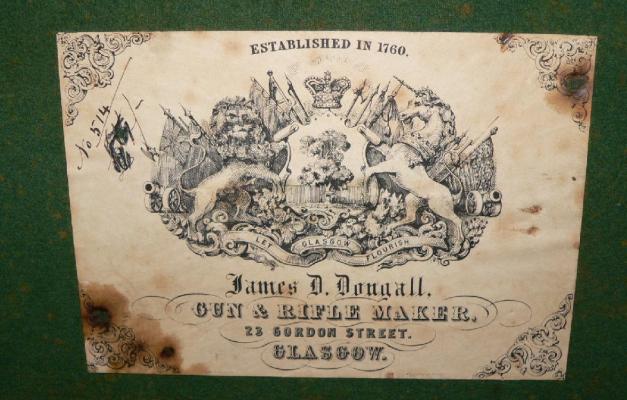 ESTABLISHED IN 1760.
No 5714
LET GLASGOW FLOURISH
James D. Dougall,
GUN & RIFLE MAKER,
23 GORDON STREET.
GLASGOW.